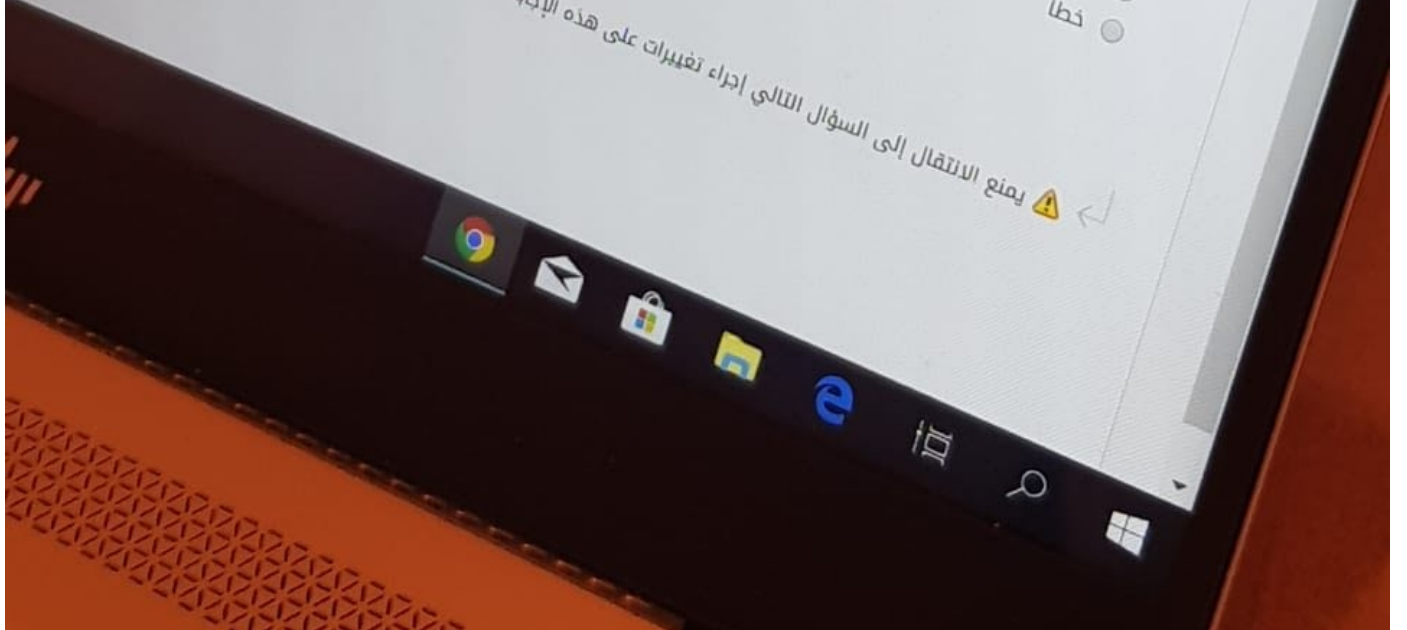 خطأ
يمنع الانتقال إلى السؤال التالي إجراء تغييرات على هذه